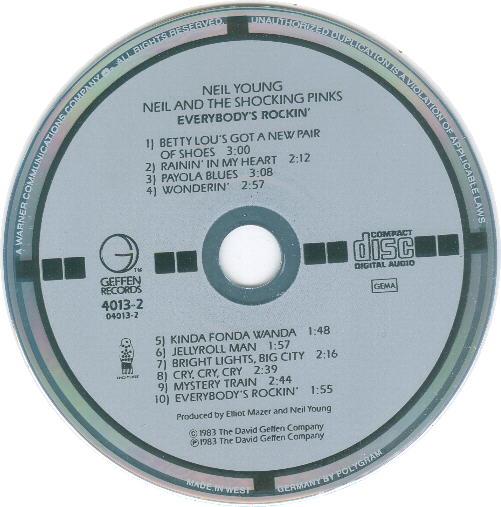 A WARNER COMMUNICATIONS COMPANY ℗. ALL RIGHTS RESERVED
UNAUTHORIZED DUPLICATION IS A VIOLATION OF APPLICABLE LAWS
NEIL YOUNG
NEIL AND THE SHOCKING PINKS
EVERYBODY'S ROCKIN'
1) BETTY LOU'S GOT A NEW PAIR
OF SHOES 3:00
2) RAININ' IN MY HEART 2:12
3) PAYOLA BLUES 3:08
4) WONDERIN' 2:57
GEFFEN
RECORDS
TM
4013-2
04013-2
COMPACT
disc
DIGITAL AUDIO
GEMA
5) KINDA FONDA WANDA 1:48
6) JELLYROLL MAN 1:57
7) BRIGHT LIGHTS, BIG CITY 2:16
8) CRY, CRY, CRY 2:39
9) MYSTERY TRAIN 2:44
10) EVERYBODY'S ROCKIN' 1:55
Produced by Elliot Mazer and Neil Young
© 1983 The David Geffen Company
℗ 1983 The David Geffen Company
MADE IN WEST GERMANY BY POLYGRAM